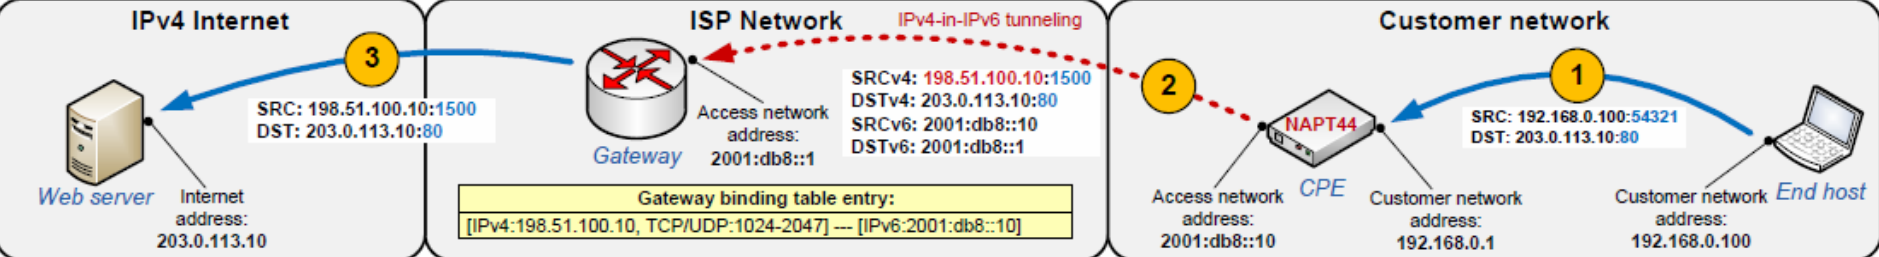 IPv4 Internet
3
SRC: 198.51.100.10:1500
DST: 203.0.113.10:80
Web server
Internet
address:
203.0.113.10
ISP Network
IPv4-in-IPv6 tunneling
Gateway
Access network
address:
2001:db8::1
SRCv4: 198.51.100.10:1500
DSTv4: 203.0.113.10:80
SRCv6: 2001:db8::10
DSTv6: 2001:db8::1
Gateway binding table entry:
[IPv4:198.51.100.10, TCP/UDP:1024-2047] --- [IPv6:2001:db8::10]
Customer network
2
1
NAPT44
CPE
Access network
address:
2001:db8::10
Customer network
address:
192.168.0.1
SRC: 192.168.0.100:54321
DST: 203.0.113.10:80
Customer network
address:
192.168.0.100
End host